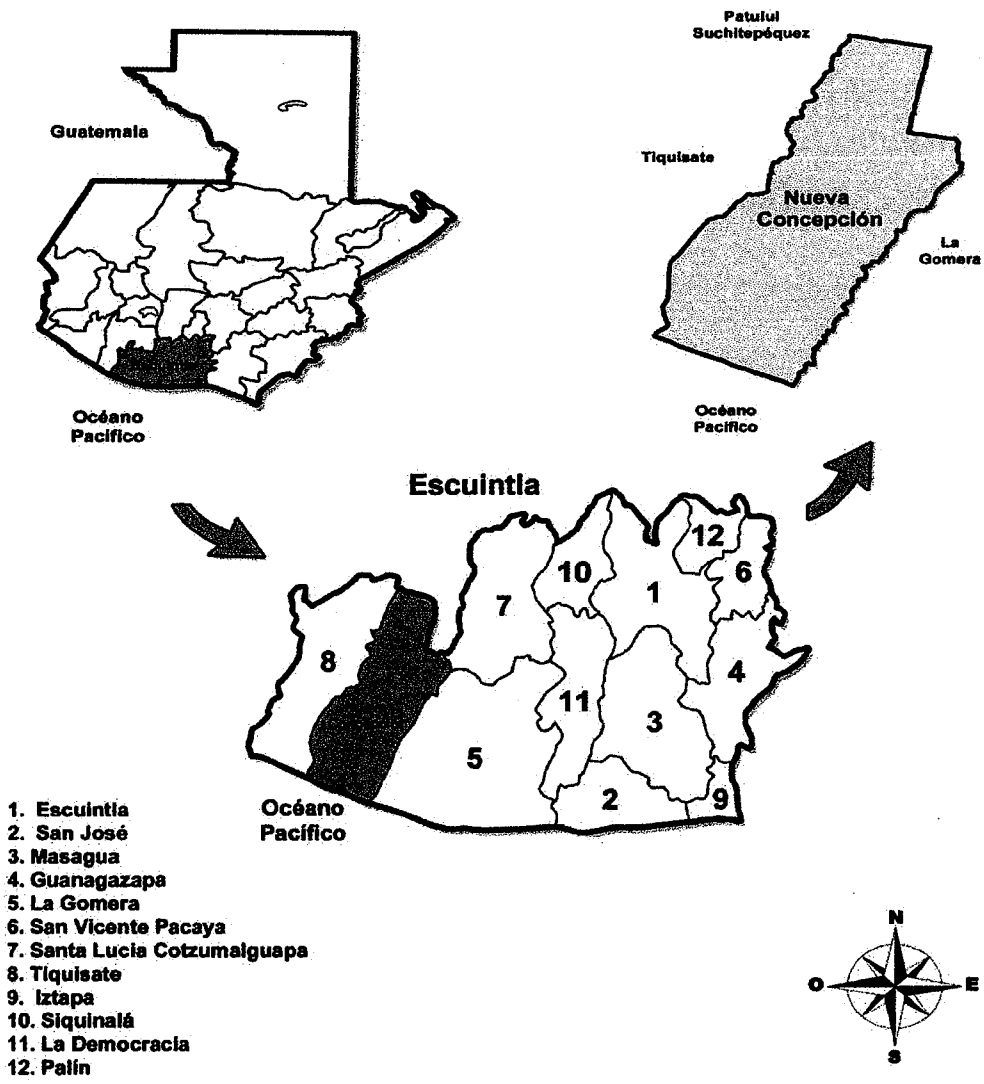 Patulul
Suchitepéquez
Guatemala
Tiquisate
Nueva
Concepción
La
Gomera
Océano
Pacífico
Océano
Pacífico
Escuintla
12
10
6
7
1
8
4
11
3
5
2
9
Océano
Pacífico
1. Escuintla
2. San José
3. Masagua
4. Guanagazapa
5. La Gomera
6. San Vicente Pacaya
7. Santa Lucia Cotzumalguapa
8. Tiquisate
9. Iztapa
10. Siquinalá
11. La Democracia
12. Palín
N
O
E
S